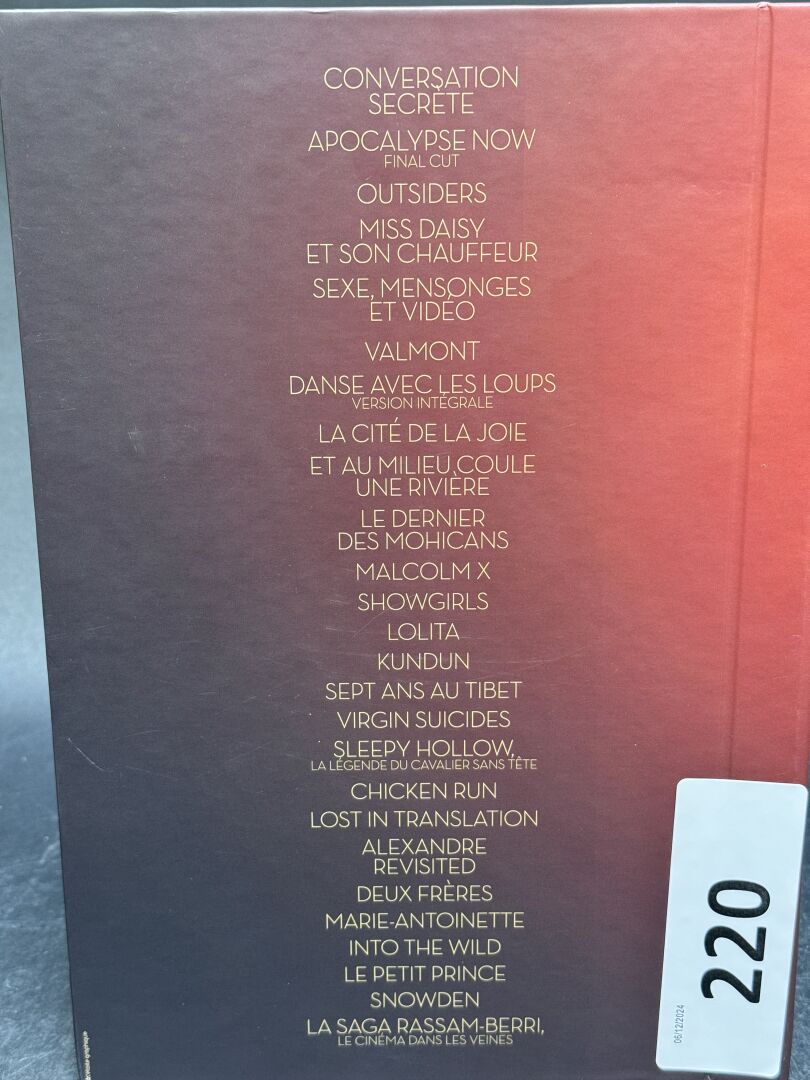 CONVERSATION
SECRÈTE
APOCALYPSE NOW
FINAL CUT
OUTSIDERS
MISS DAISY
ET SON CHAUFFEUR
SEXE, MENSONGES
ET VIDÉO
VALMONT
DANSE AVEC LES LOUPS
VERSION INTÉGRALE
LA CITÉ DE LA JOIE
ET AU MILIEU COULE
UNE RIVIÈRE
LE DERNIER
DES MOHICANS
MALCOLM X
SHOWGIRLS
LOLITA
KUNDUN
SEPT ANS AU TIBET
VIRGIN SUICIDES
SLEEPY HOLLOW,
LA LÉGENDE DU CAVALIER SANS TÊTE
CHICKEN RUN
LOST IN TRANSLATION
ALEXANDRE
REVISITED
DEUX FRÈRES
MARIE-ANTOINETTE
INTO THE WILD
LE PETIT PRINCE
SNOWDEN
LA SAGA RASSAM-BERRI,
LE CINÉMA DANS LES VEINES
220
06/12/2024